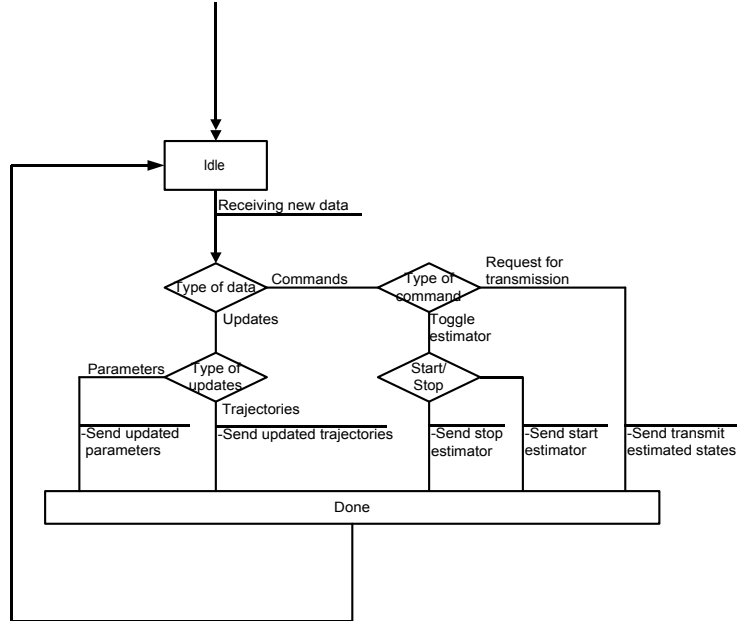 Idle
Receiving new data
Type of data
Commands
Type of
command
Request for
transmission
Updates
Toggle
estimator
Parameters
Type of
updates
Start/
Stop
Trajectories
-Send updated
parameters
-Send updated trajectories
-Send stop
estimator
-Send start
estimator
-Send transmit
estimated states
Done